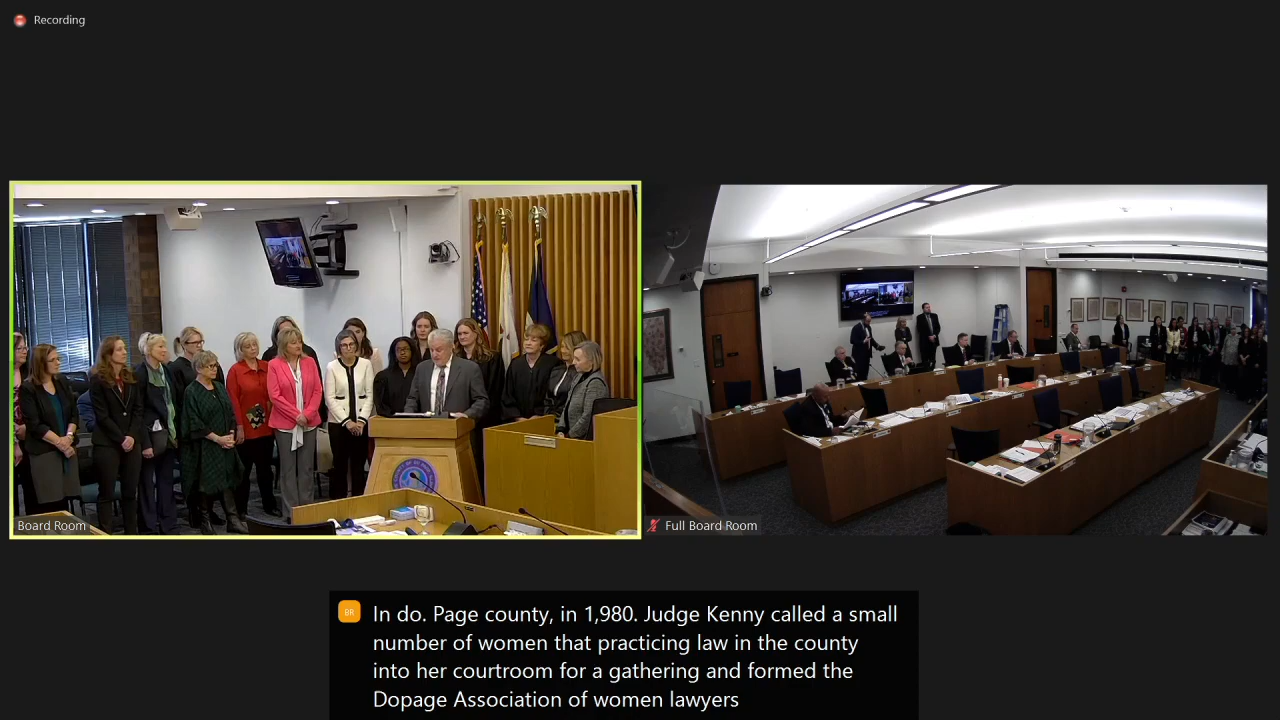 Recording
Board Room
Full Board Room
BR
In do. Page county, in 1,980. Judge Kenny called a small
number of women that practicing law in the county
into her courtroom for a gathering and formed the
Dopage Association of women lawyers